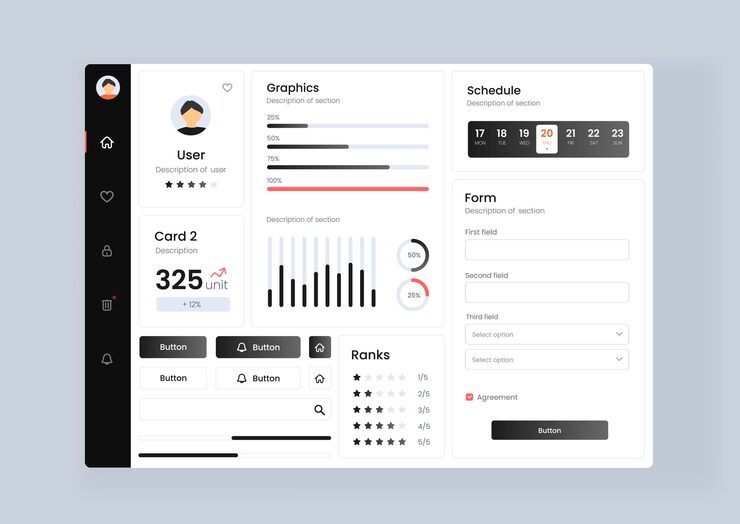 User
Description of user
Card 2
Description
325 unit
+ 12%
Graphics
Description of section
25%
50%
75%
100%
Description of section
50%
25%
Schedule
Description of section
17 18 19 20 21 22 23
MON TUE WED THU FRI SAT SUN
Form
Description of section
First field
Second field
Third field
Select option
Select option
Agreement
Button
Button Button
Button Button
Ranks
1/5
2/5
3/5
4/5
5/5